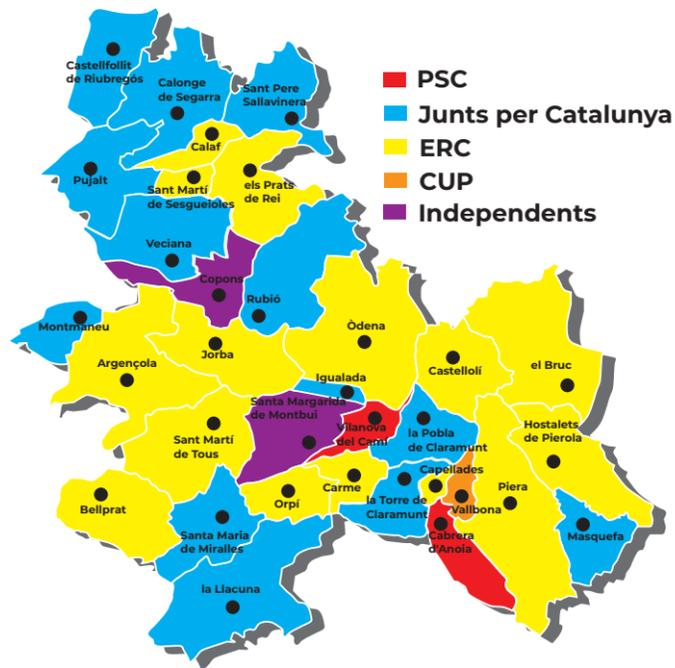 PSC
Junts per Catalunya
ERC
CUP
Independents
Castellfollit
de Riubregós
Calonge
de Segarra
Sant Pere
Sallavinera
Calaf
Pujalt
Sant Martí
de Sesgueioles
els Prats
de Rei
Veciana
Copons
Rubió
Montmaneu
Òdena
Argençola
Jorba
Igualada
Castellolí
el Bruc
Santa Margarida
de Montbui
Vilanova
del Camí
la Pobla
de Claramunt
Hostalets
de Pierola
Sant Martí
de Tous
Capellades
Carme
Piera
Bellprat
Orpí
la Torre de
Claramunt
Vallbona
Santa Maria
de Miralles
Cabrera
d'Anoia
Masquefa
la Llacuna